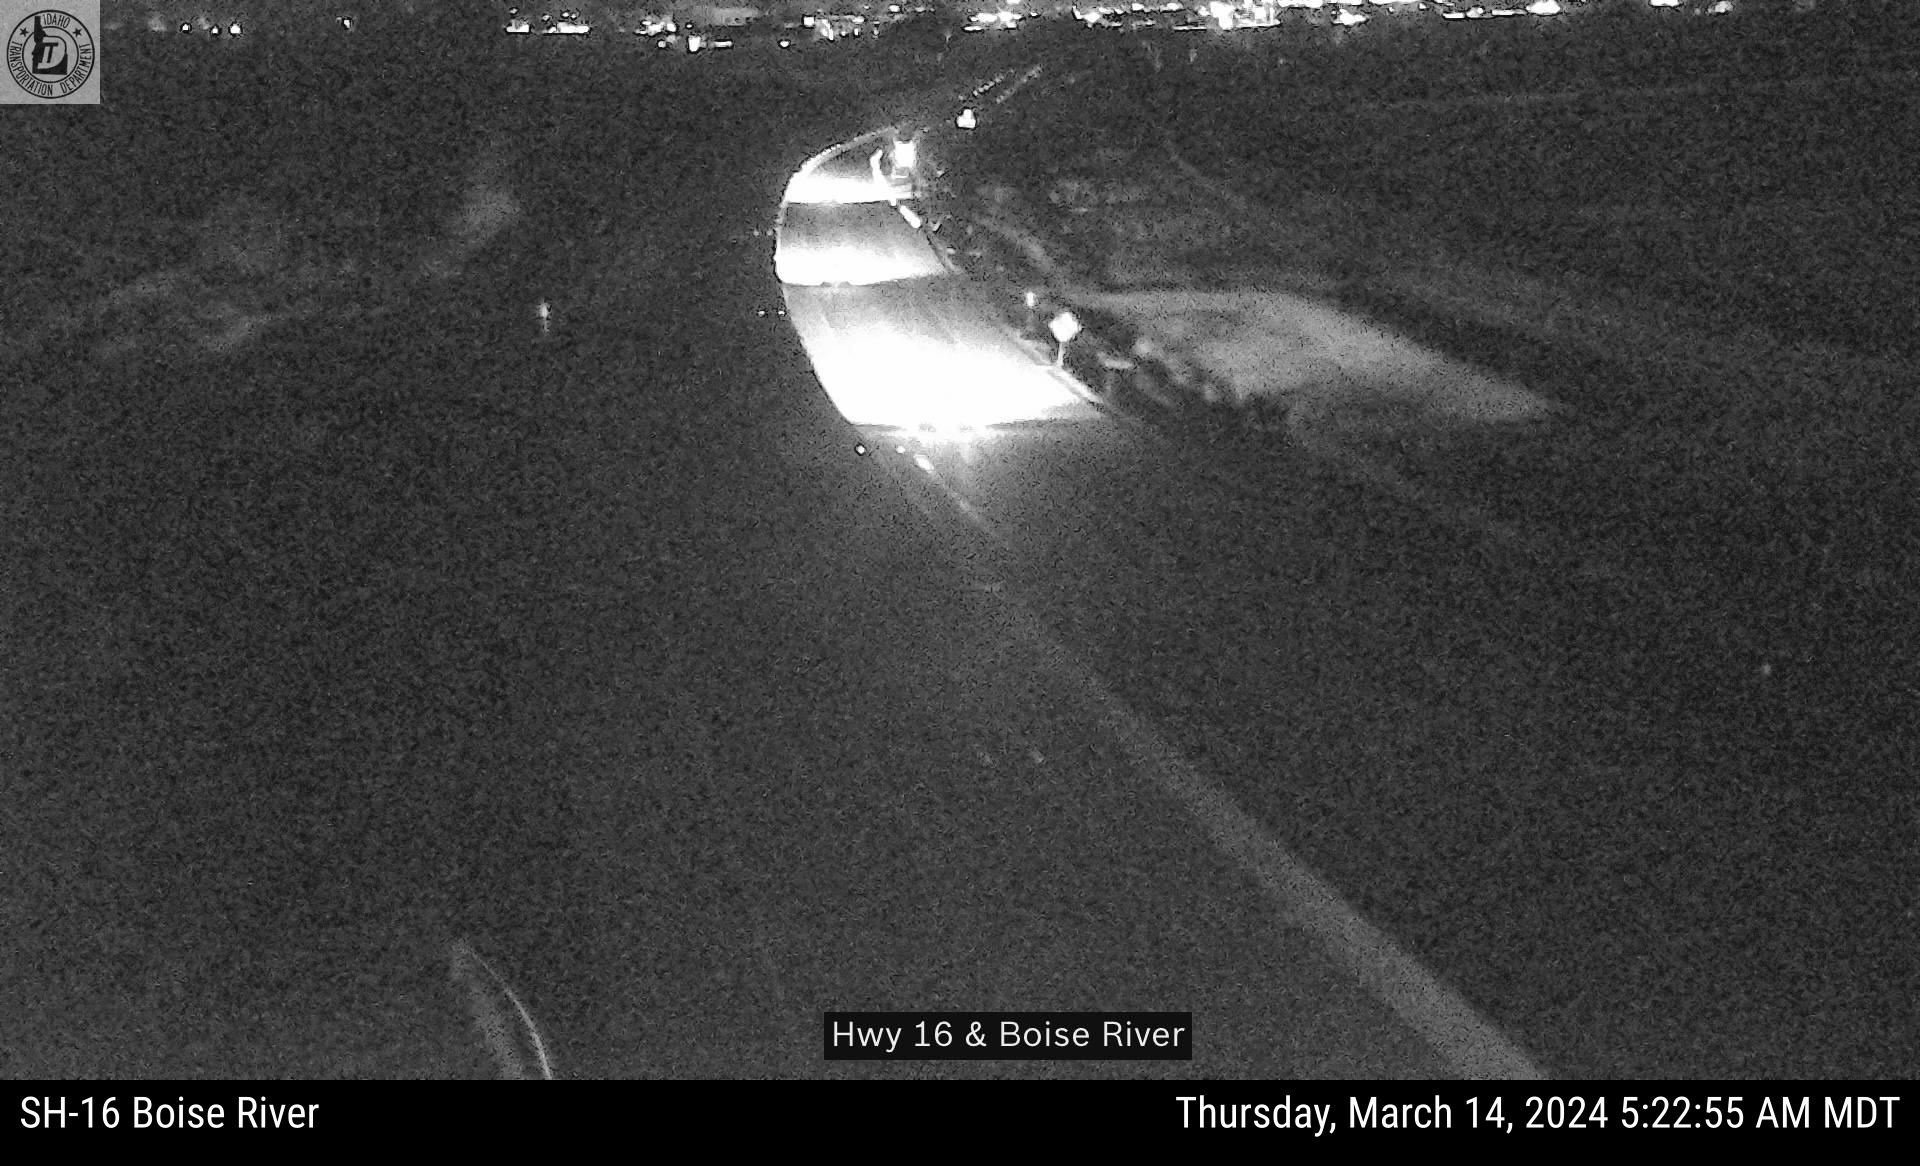 IDAHO
TRANSPORTATION DEPARTMENT
Hwy 16 & Boise River
SH-16 Boise River
Thursday, March 14, 2024 5:22:55 AM MDT